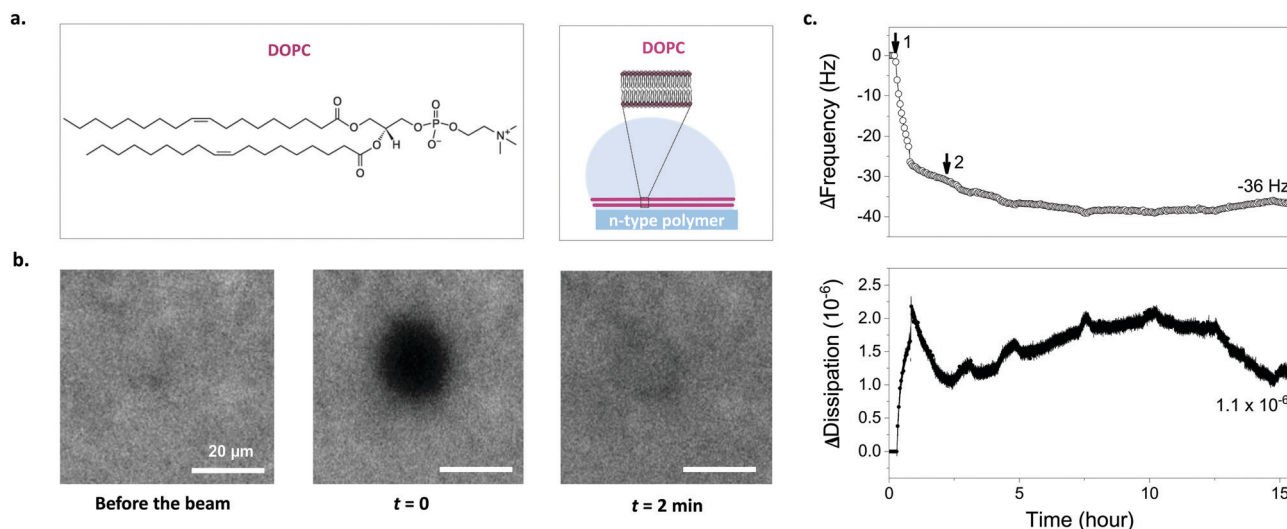 a.
DOPC
O
O
O
O
P
O
O⁻
N⁺
H
O
O
DOPC
n-type polymer
b.
20 μm
Before the beam
t = 0
t = 2 min
c.
ΔFrequency (Hz)
0
-10
-20
-30
-40
1
2
-36 Hz
ΔDissipation (10⁻⁶)
2.5
2.0
1.5
1.0
0.5
0.0
1.1 x 10⁻⁶
0
5
10
15
Time (hour)